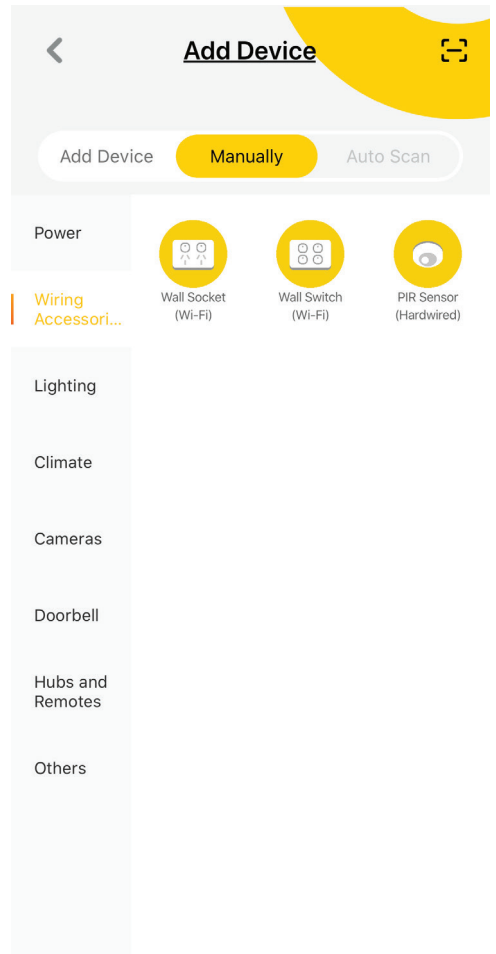 Add Device
Add Device Manually Auto Scan
Power
Wall Socket
(Wi-Fi)
Wall Switch
(Wi-Fi)
PIR Sensor
(Hardwired)
Wiring
Accessori...
Lighting
Climate
Cameras
Doorbell
Hubs and
Remotes
Others